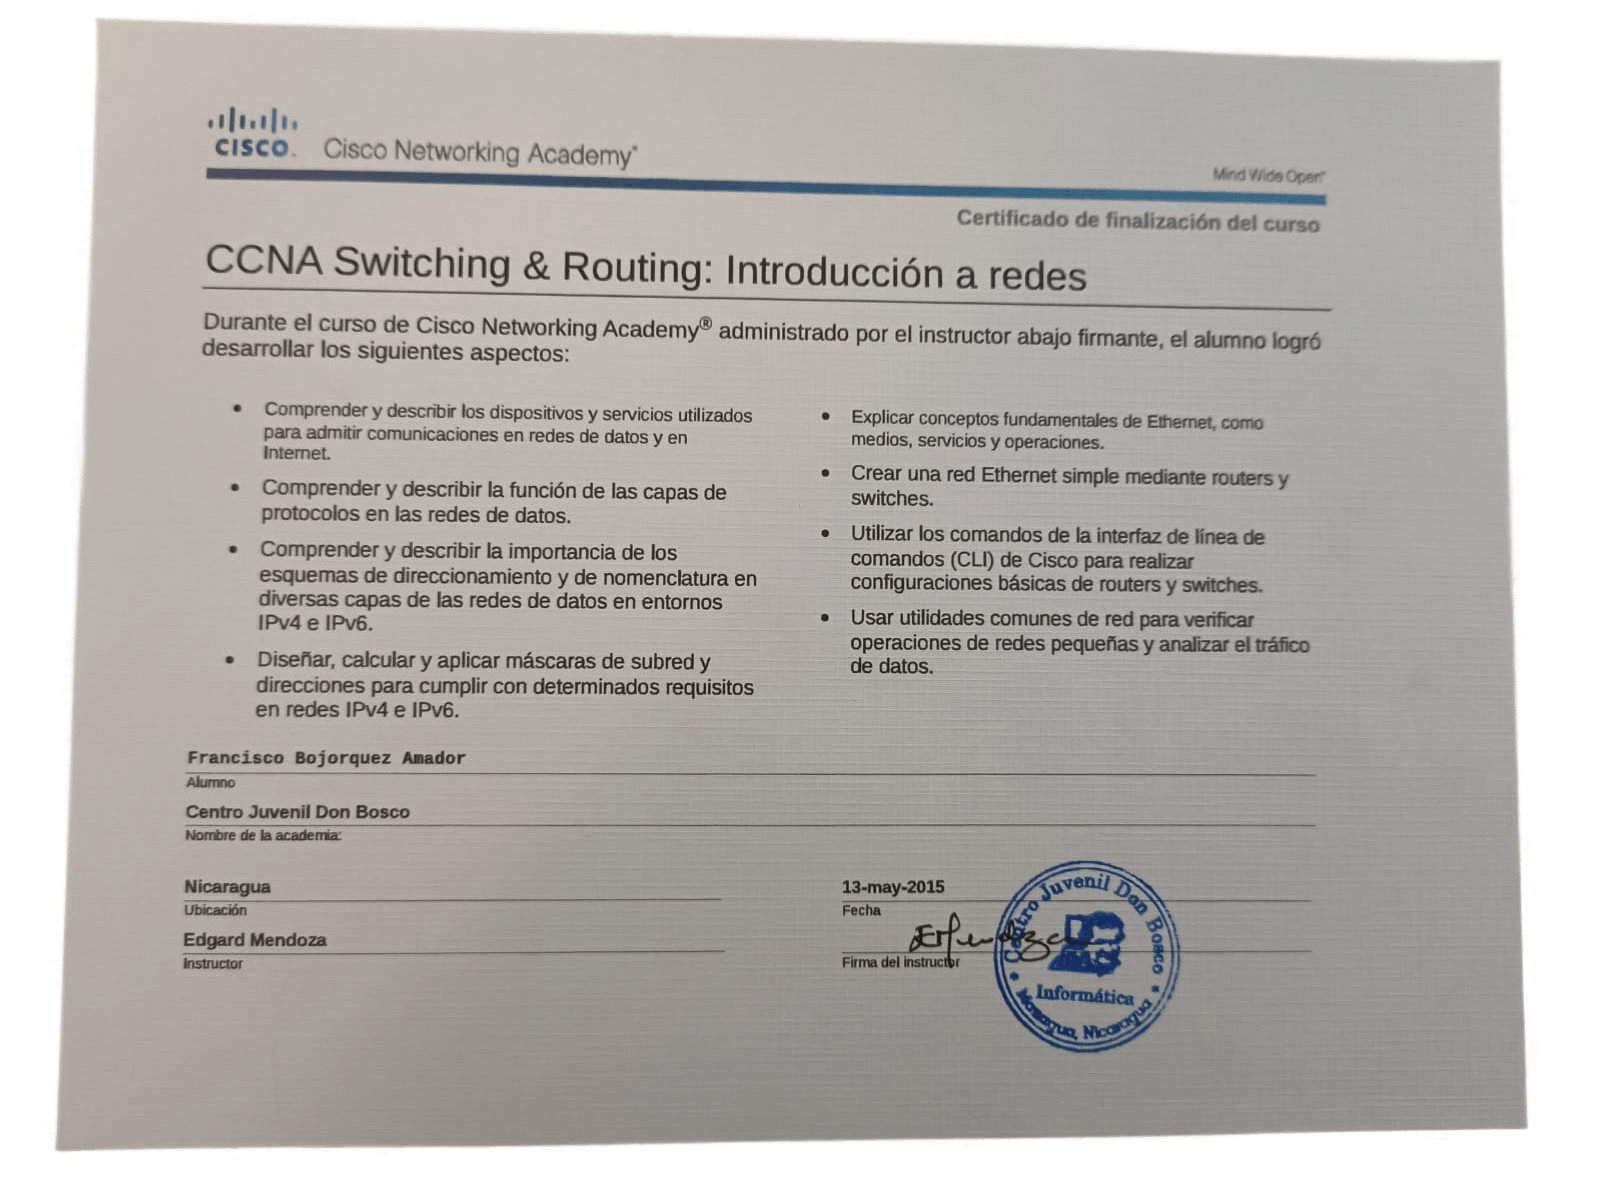 CISCO. Cisco Networking Academy®
Mind Wide Open®
Certificado de finalización del curso
CCNA Switching & Routing: Introducción a redes
Durante el curso de Cisco Networking Academy® administrado por el instructor abajo firmante, el alumno logró
desarrollar los siguientes aspectos:
• Comprender y describir los dispositivos y servicios utilizados
para admitir comunicaciones en redes de datos y en
Internet.
• Comprender y describir la función de las capas de
protocolos en las redes de datos.
• Comprender y describir la importancia de los
esquemas de direccionamiento y de nomenclatura en
diversas capas de las redes de datos en entornos
IPv4 e IPv6.
• Diseñar, calcular y aplicar máscaras de subred y
direcciones para cumplir con determinados requisitos
en redes IPv4 e IPv6.
• Explicar conceptos fundamentales de Ethernet, como
medios, servicios y operaciones.
• Crear una red Ethernet simple mediante routers y
switches.
• Utilizar los comandos de la interfaz de línea de
comandos (CLI) de Cisco para realizar
configuraciones básicas de routers y switches.
• Usar utilidades comunes de red para verificar
operaciones de redes pequeñas y analizar el tráfico
de datos.
Francisco Bojorquez Amador
Alumno
Centro Juvenil Don Bosco
Nombre de la academia:
Nicaragua
Ubicación
Edgard Mendoza
Instructor
13-may-2015
Fecha
EMendoza
Firma del instructor
Centro Juvenil Don Bosco
Informática
Managua, Nicaragua